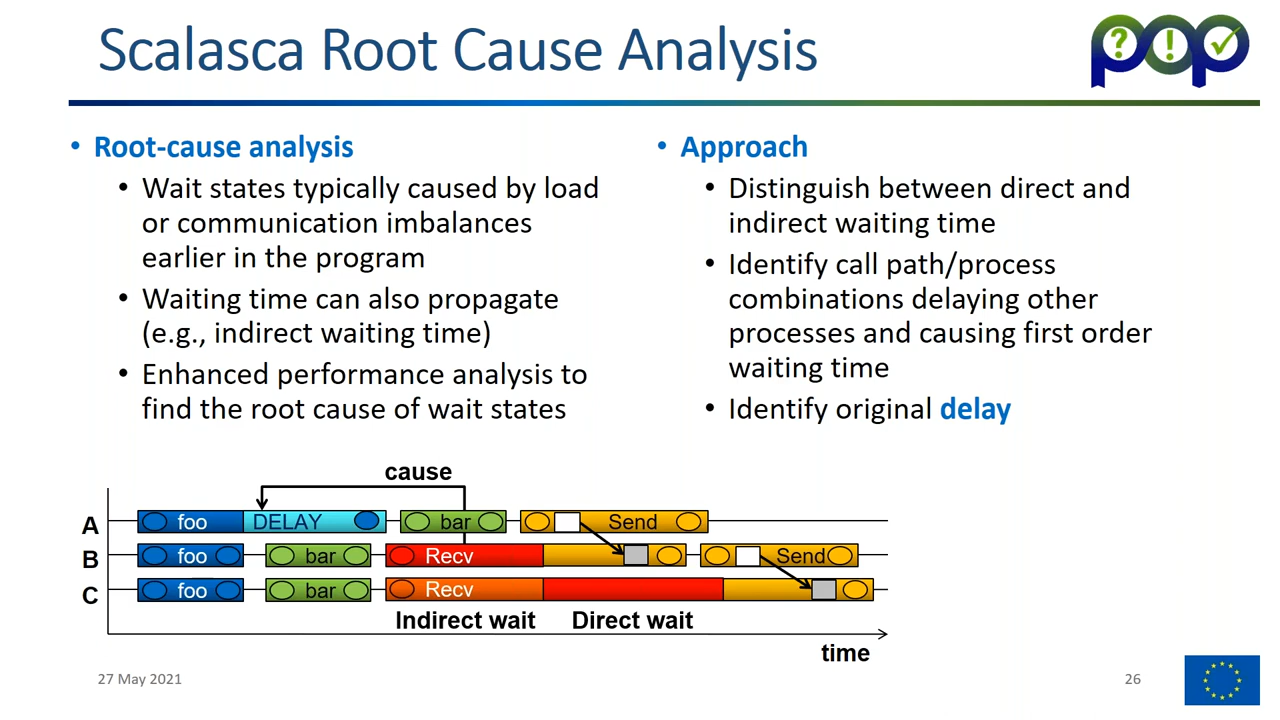 Scalasca Root Cause Analysis
pop
• Root-cause analysis
• Wait states typically caused by load
or communication imbalances
earlier in the program
• Waiting time can also propagate
(e.g., indirect waiting time)
• Enhanced performance analysis to
find the root cause of wait states
• Approach
• Distinguish between direct and
indirect waiting time
• Identify call path/process
combinations delaying other
processes and causing first order
waiting time
• Identify original delay
cause
A foo DELAY bar Send
B foo bar Recv Send
C foo bar Recv
Indirect wait Direct wait
time
27 May 2021
26